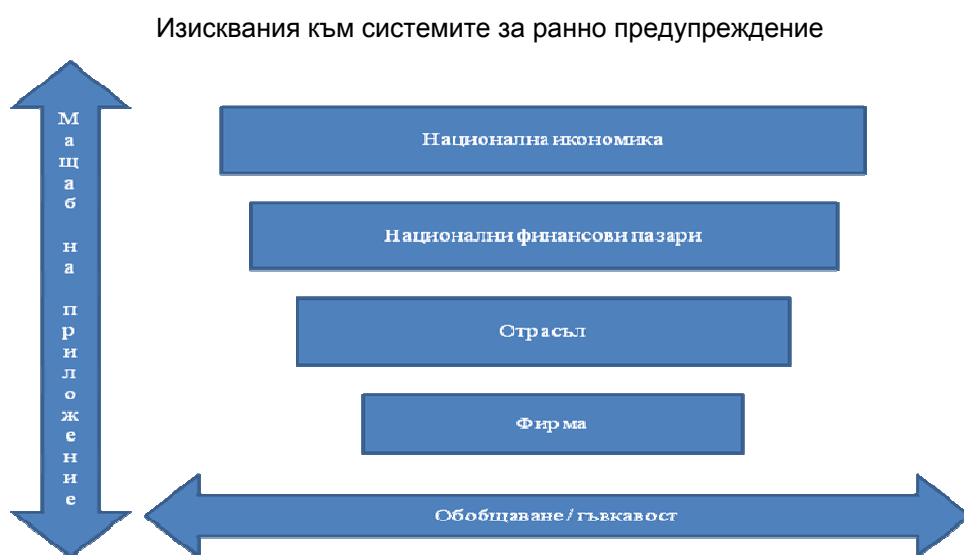 Изисквания към системите за ранно предупреждение
Мащаб на приложение
Национална икономика
Национални финансови пазари
Отрасъл
Фирма
Обобщаване / гъвкавост